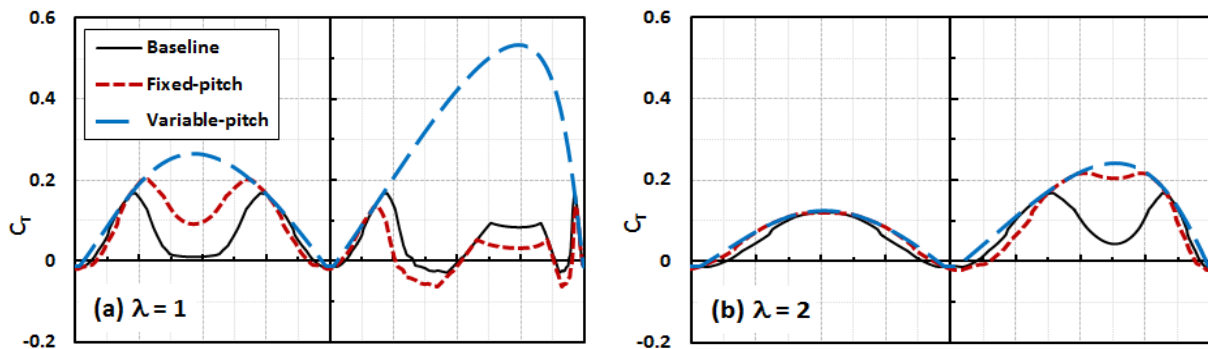 0.6
0.4
0.2
0
-0.2
C_T
Baseline
Fixed-pitch
Variable-pitch
(a) λ = 1
0.6
0.4
0.2
0
-0.2
C_T
(b) λ = 2